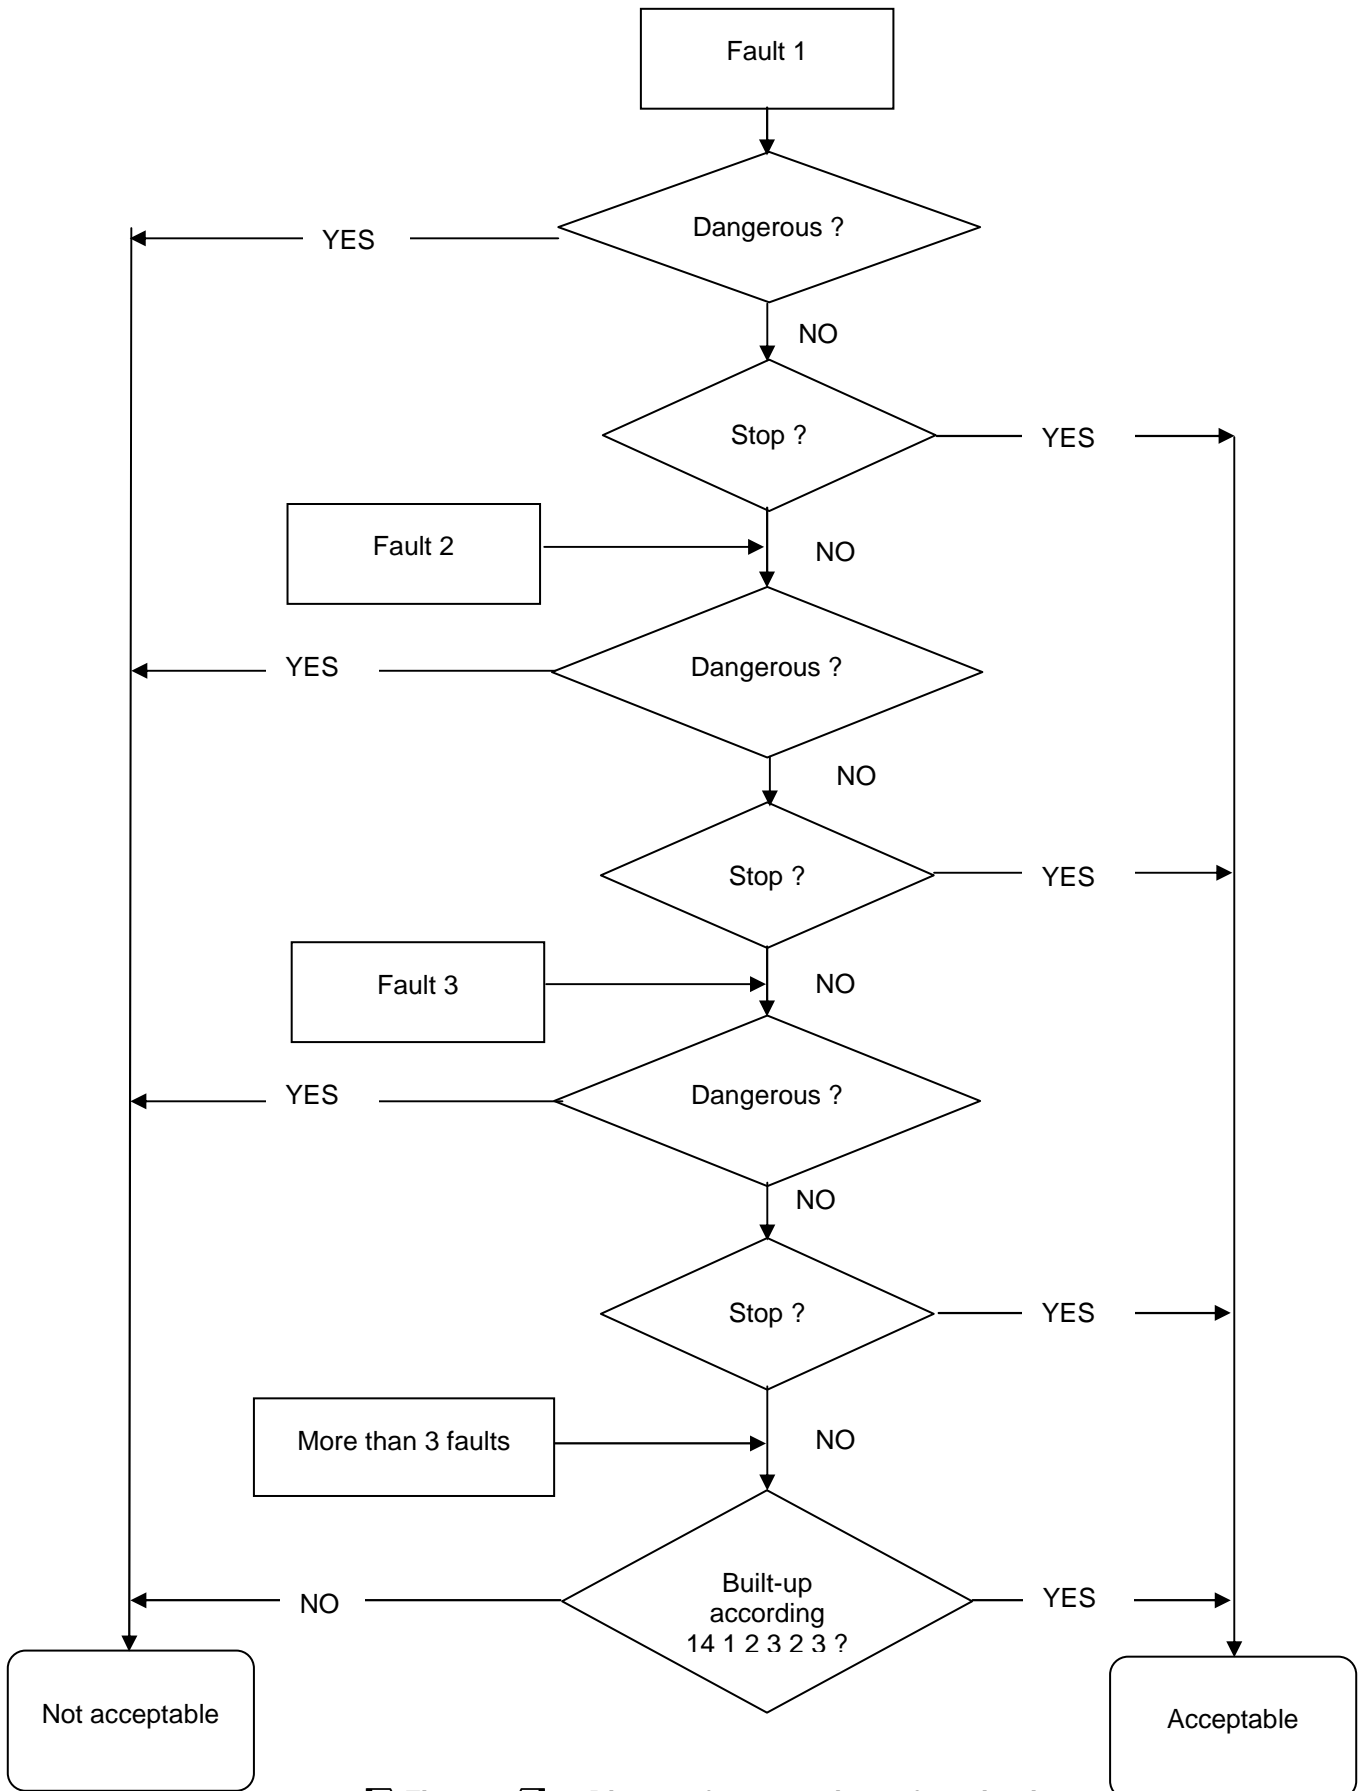 Fault 1
Dangerous ?
YES
NO
Stop ?
YES
Fault 2
NO
YES
Dangerous ?
NO
Stop ?
YES
Fault 3
NO
YES
Dangerous ?
NO
Stop ?
YES
More than 3 faults
NO
NO
Built-up
according
14 1 2 3 2 3 ?
YES
Not acceptable
Acceptable